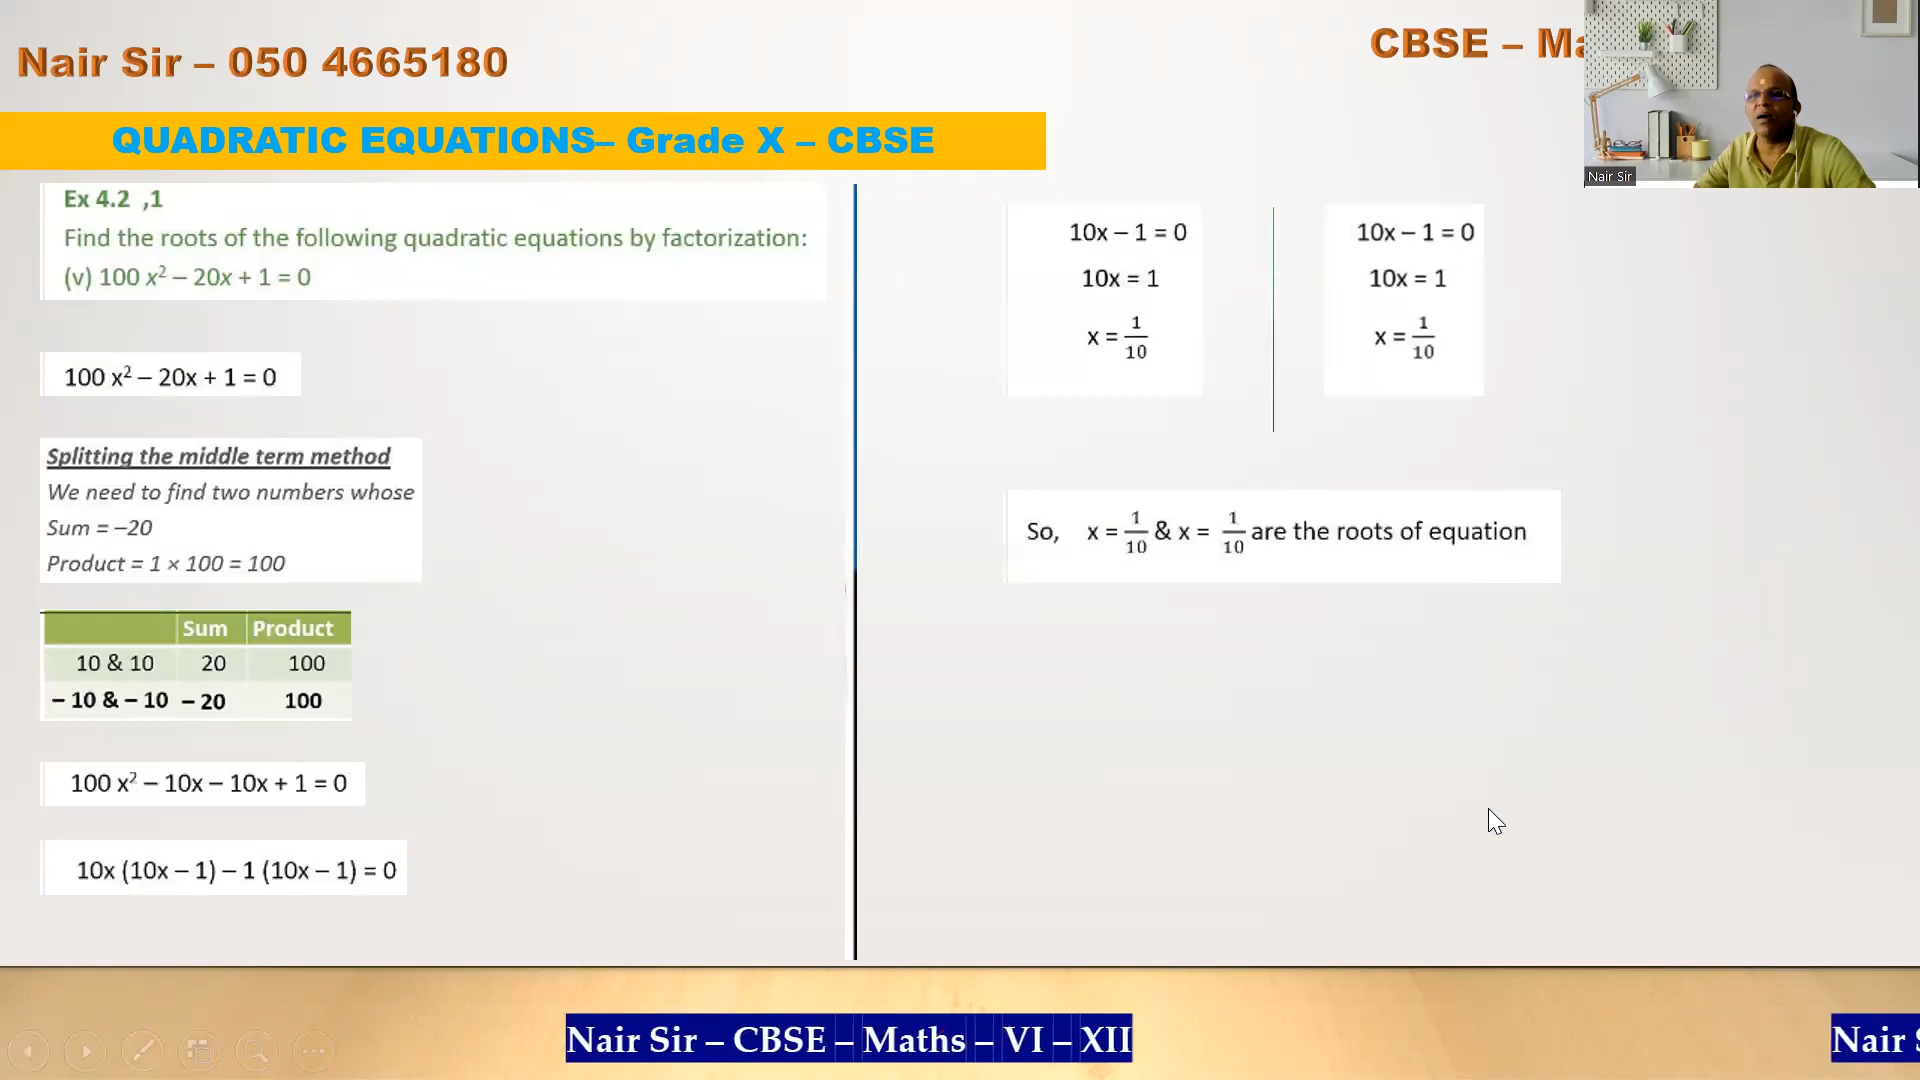 Nair Sir – 050 4665180
CBSE – Ma
Nair Sir
QUADRATIC EQUATIONS– Grade X – CBSE
Ex 4.2 ,1
Find the roots of the following quadratic equations by factorization:
(v) 100 x² – 20x + 1 = 0
100 x² – 20x + 1 = 0
Splitting the middle term method
We need to find two numbers whose
Sum = –20
Product = 1 × 100 = 100
Sum Product
10 & 10 20 100
– 10 & – 10 – 20 100
100 x² – 10x – 10x + 1 = 0
10x (10x – 1) – 1 (10x – 1) = 0
10x – 1 = 0
10x = 1
x = 1/10
10x – 1 = 0
10x = 1
x = 1/10
So, x = 1/10 & x = 1/10 are the roots of equation
Nair Sir – CBSE – Maths – VI – XII
Nair S